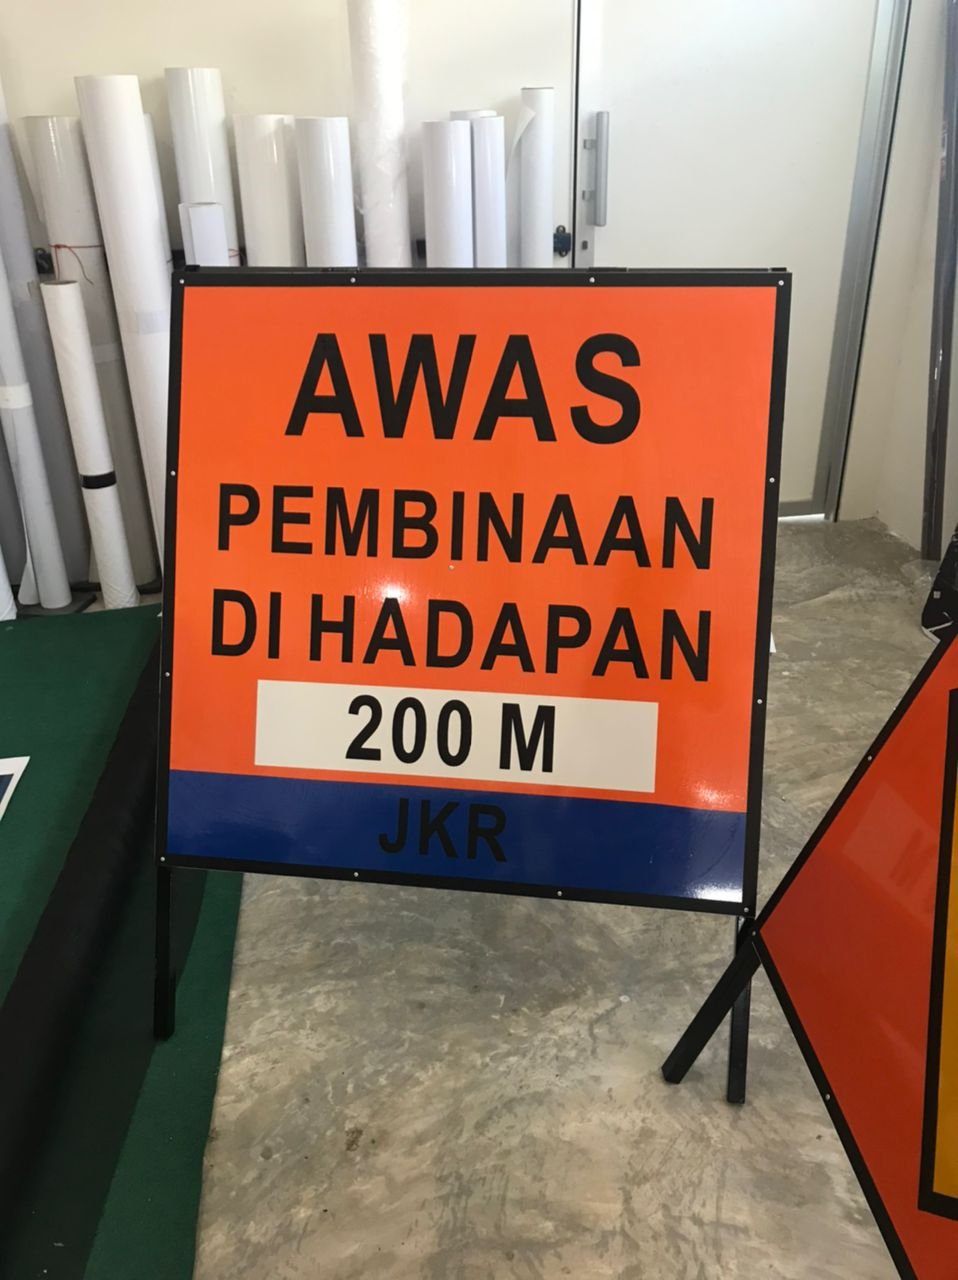 AWAS
PEMBINAAN
DI HADAPAN
200 M
JKR